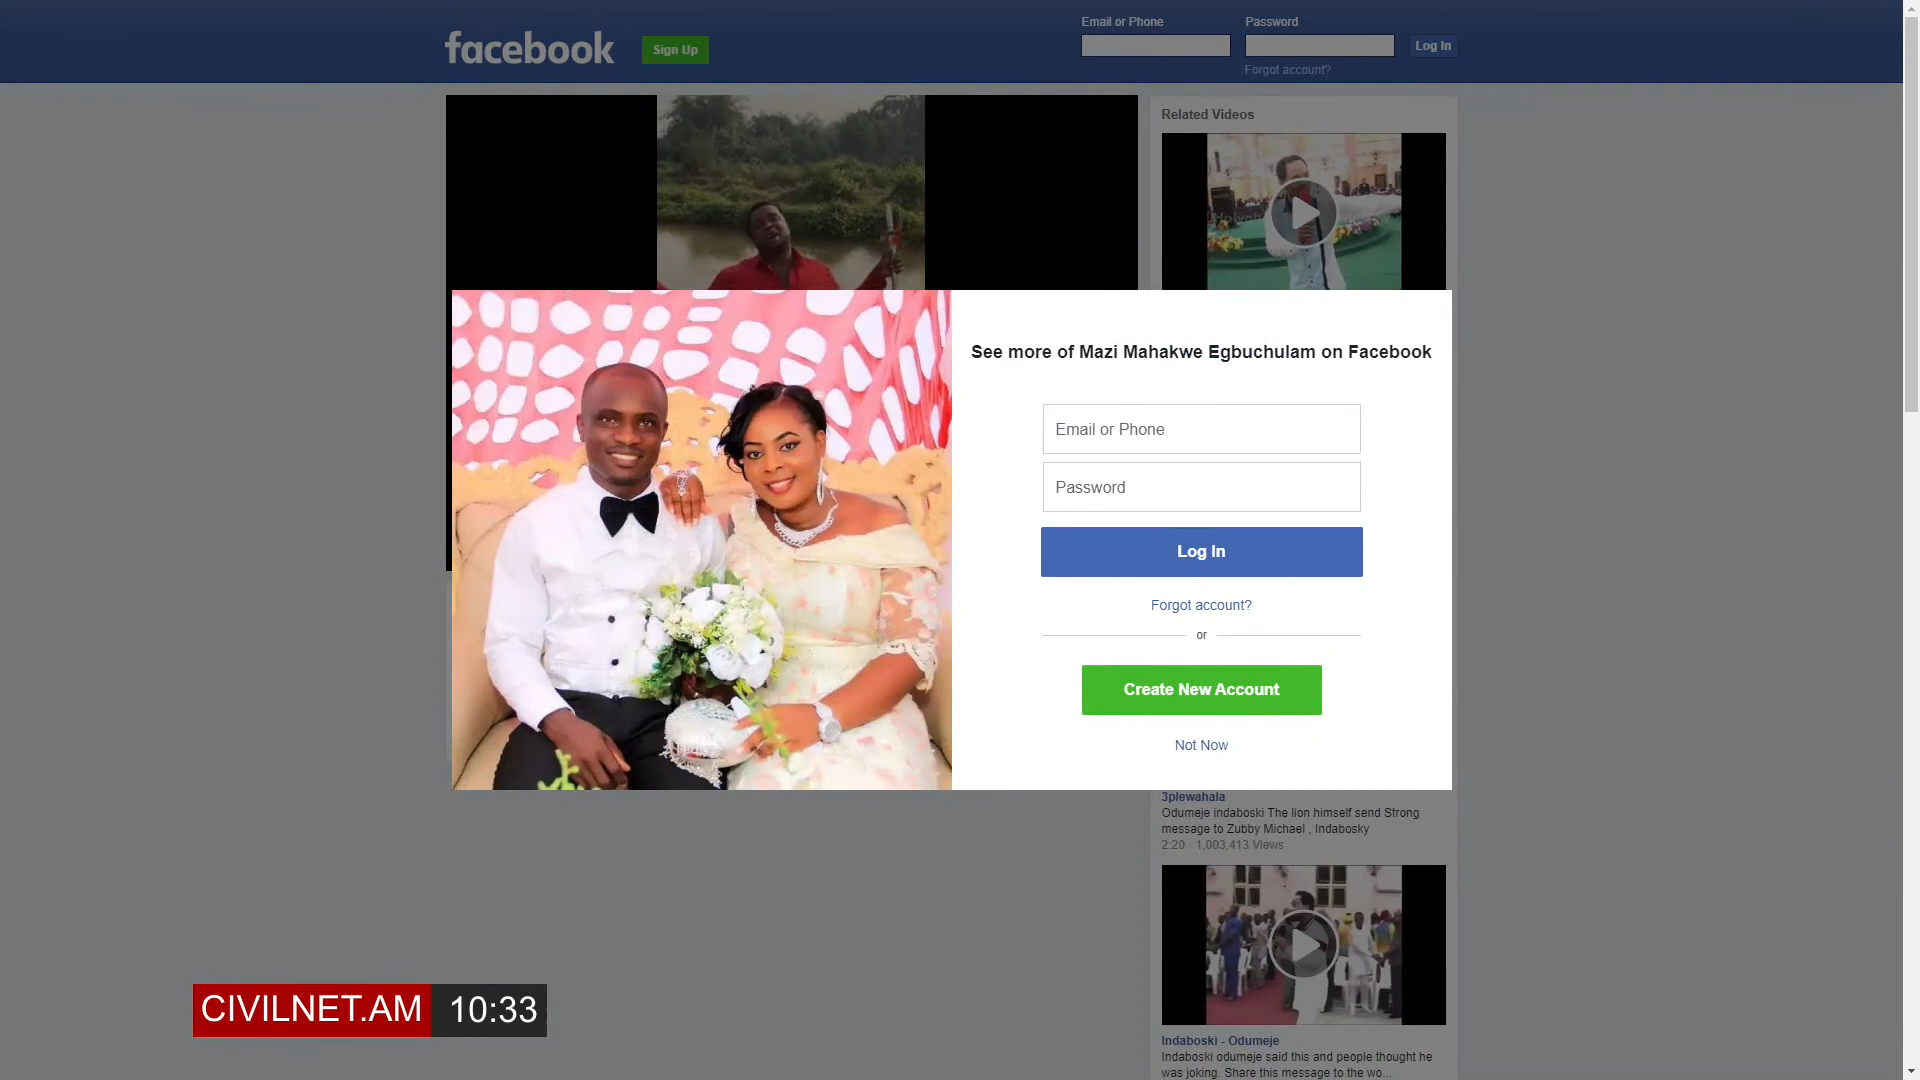 facebook
Sign Up
Email or Phone
Password
Log In
Forgot account?
Related Videos
See more of Mazi Mahakwe Egbuchulam on Facebook
Email or Phone
Password
Log In
Forgot account?
or
Create New Account
Not Now
3plewahala
Odumeje indaboski The lion himself send Strong
message to Zubby Michael , Indabosky
2:20 · 1,003,413 Views
Indaboski - Odumeje
Indaboski odumeje said this and people thought he
was joking. Share this message to the wo...
CIVILNET.AM 10:33